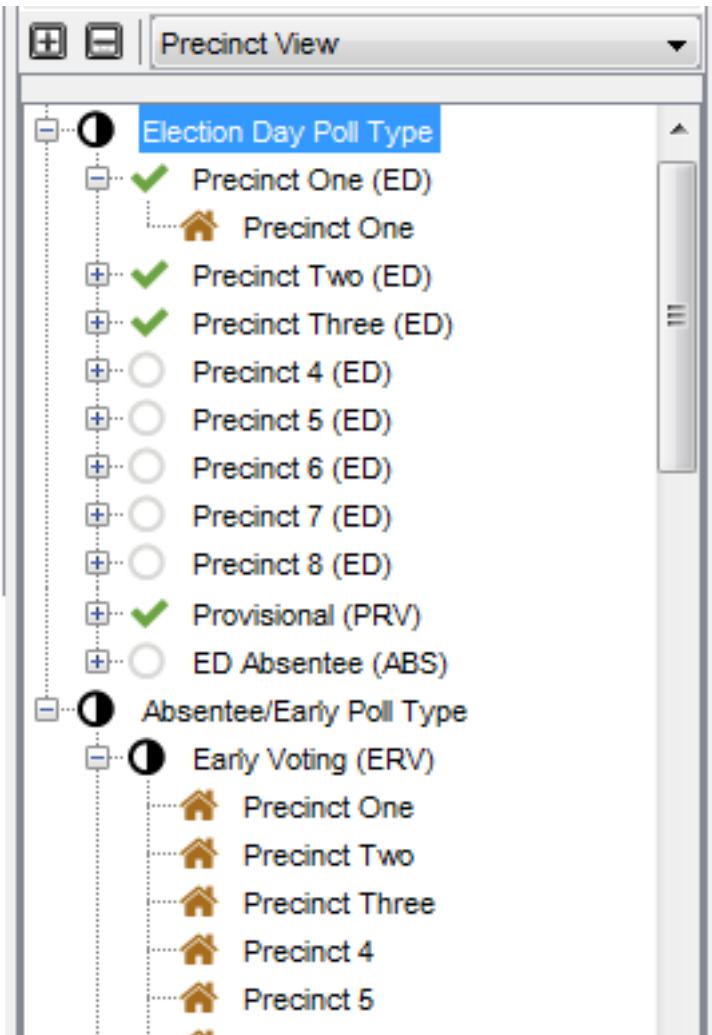 Precinct View
Election Day Poll Type
Precinct One (ED)
Precinct One
Precinct Two (ED)
Precinct Three (ED)
Precinct 4 (ED)
Precinct 5 (ED)
Precinct 6 (ED)
Precinct 7 (ED)
Precinct 8 (ED)
Provisional (PRV)
ED Absentee (ABS)
Absentee/Early Poll Type
Early Voting (ERV)
Precinct One
Precinct Two
Precinct Three
Precinct 4
Precinct 5